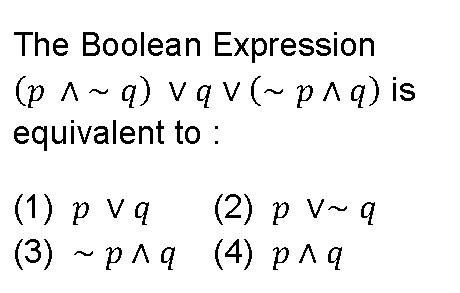 The Boolean Expression
(p ∧ ~ q) ∨ q ∨ (~ p ∧ q) is
equivalent to :
(1) p ∨ q (2) p ∨~ q
(3) ~ p ∧ q (4) p ∧ q